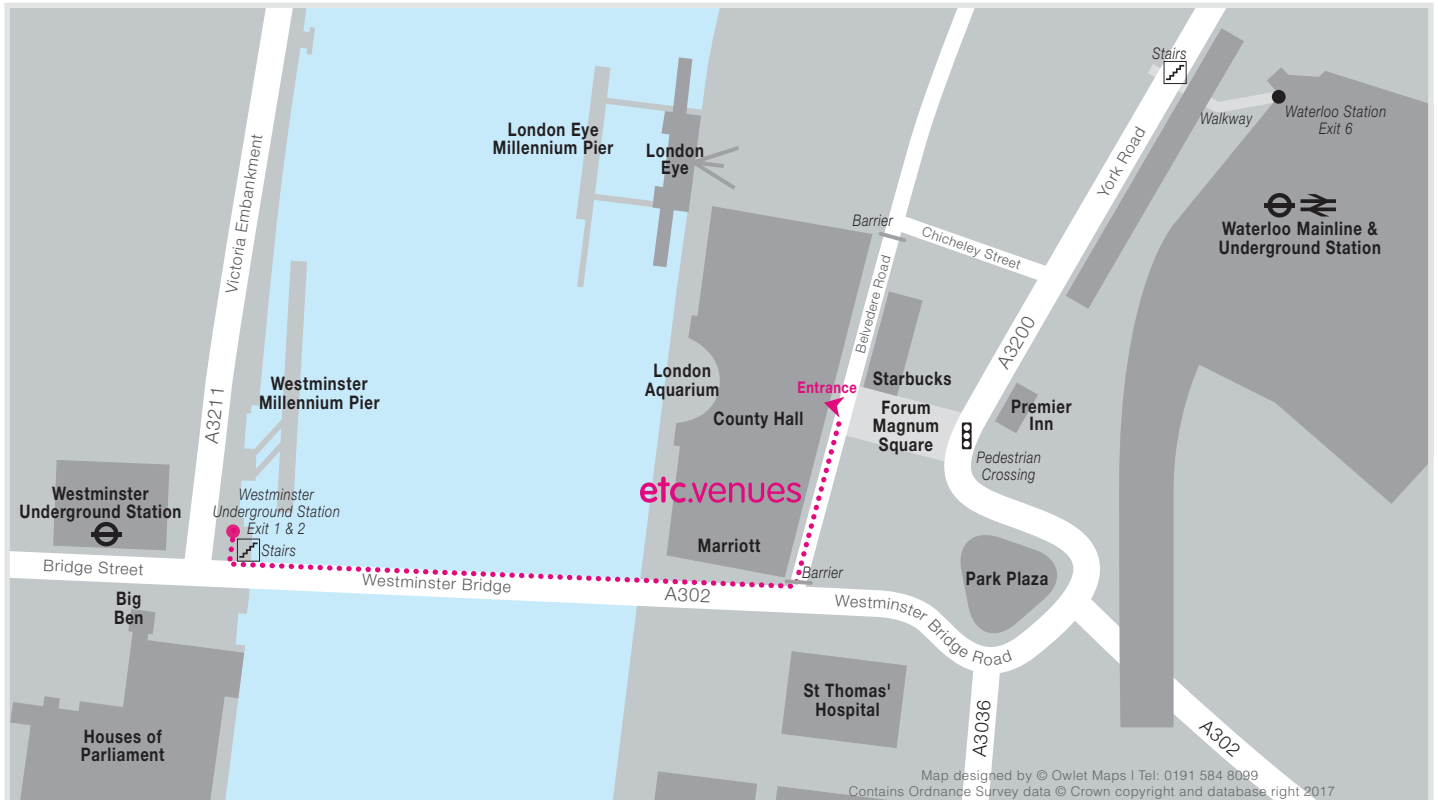 Stairs
Walkway
Waterloo Station
Exit 6
York Road
London Eye
Millennium Pier
London
Eye
Victoria Embankment
Waterloo Mainline &
Underground Station
Barrier
Chicheley Street
Belvedere Road
A3200
A3211
Westminster
Millennium Pier
London
Aquarium
Entrance
Starbucks
County Hall
Forum
Magnum
Square
Premier
Inn
Pedestrian
Crossing
Westminster
Underground Station
Westminster
Underground Station
Exit 1 & 2
Stairs
etc.venues
Marriott
Barrier
Bridge Street
Westminster Bridge
A302
Westminster Bridge Road
Park Plaza
Big
Ben
St Thomas'
Hospital
A3036
A302
Houses of
Parliament
Map designed by © Owlet Maps | Tel: 0191 584 8099
Contains Ordnance Survey data © Crown copyright and database right 2017